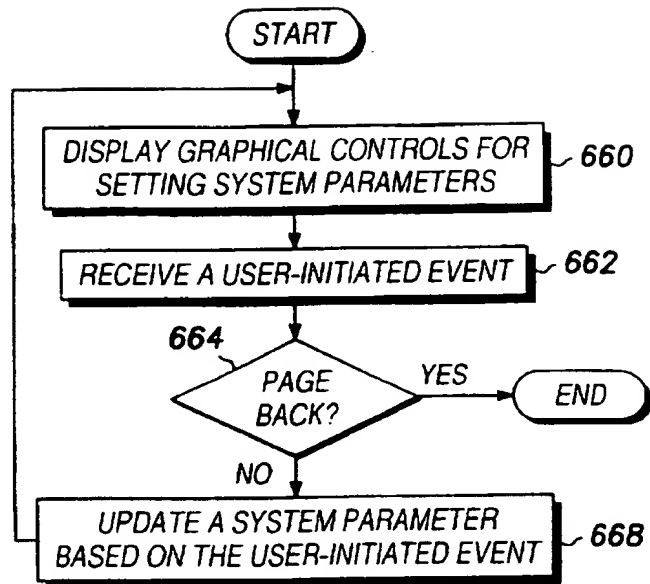 START
DISPLAY GRAPHICAL CONTROLS FOR
SETTING SYSTEM PARAMETERS
660
RECEIVE A USER-INITIATED EVENT
662
664
PAGE
BACK?
YES
END
NO
UPDATE A SYSTEM PARAMETER
BASED ON THE USER-INITIATED EVENT
668